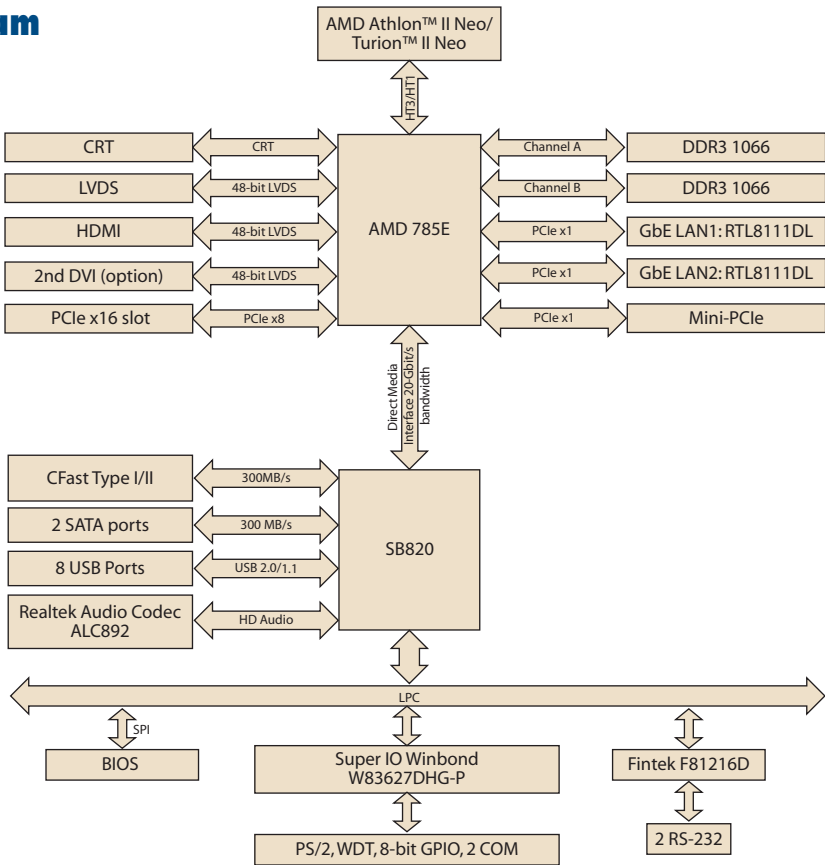 um
AMD Athlon™ II Neo/
Turion™ II Neo
HT3/HT1
CRT
CRT
Channel A
DDR3 1066
LVDS
48-bit LVDS
Channel B
DDR3 1066
HDMI
48-bit LVDS
AMD 785E
PCIe x1
GbE LAN1: RTL8111DL
2nd DVI (option)
48-bit LVDS
PCIe x1
GbE LAN2: RTL8111DL
PCIe x16 slot
PCIe x8
PCIe x1
Mini-PCIe
Direct Media
Interface 20-Gbit/s
bandwidth
CFast Type I/II
300MB/s
2 SATA ports
300 MB/s
SB820
8 USB Ports
USB 2.0/1.1
Realtek Audio Codec
ALC892
HD Audio
LPC
SPI
BIOS
Super IO Winbond
W83627DHG-P
Fintek F81216D
PS/2, WDT, 8-bit GPIO, 2 COM
2 RS-232